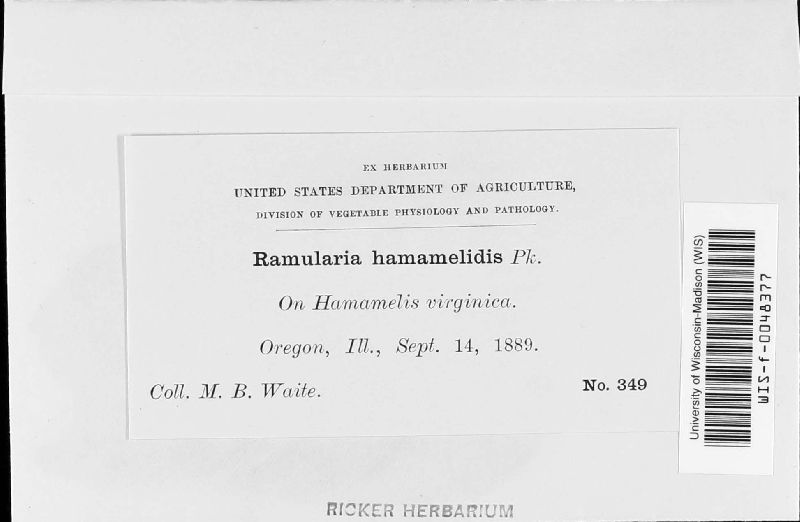 EX HERBARIUM
UNITED STATES DEPARTMENT OF AGRICULTURE,
DIVISION OF VEGETABLE PHYSIOLOGY AND PATHOLOGY.
Ramularia hamamelidis Pk.
On Hamamelis virginica.
Oregon, Ill., Sept. 14, 1889.
Coll. M. B. Waite.
No. 349
University of Wisconsin-Madison (WIS)
WIS-f-0048377
RICKER HERBARIUM